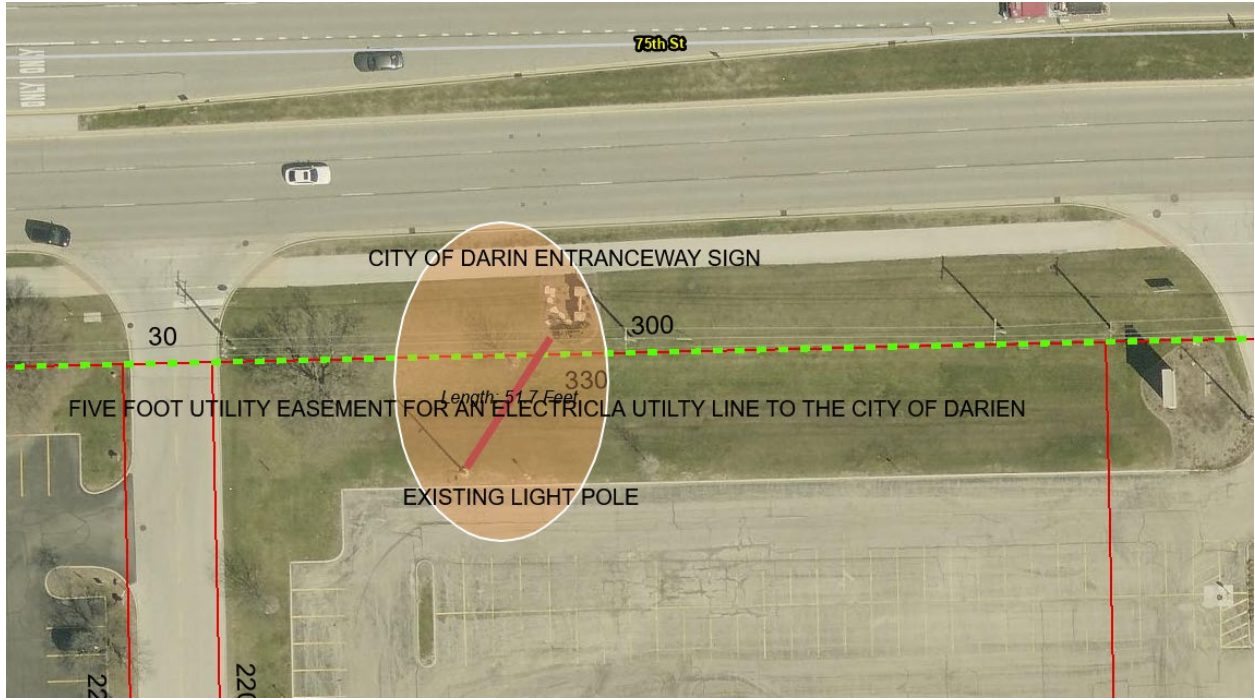 75th St
ONLY ONLY
CITY OF DARIN ENTRANCEWAY SIGN
30
300
330
Length: 51.7 Feet
FIVE FOOT UTILITY EASEMENT FOR AN ELECTRICLA UTILTY LINE TO THE CITY OF DARIEN
EXISTING LIGHT POLE
22
220